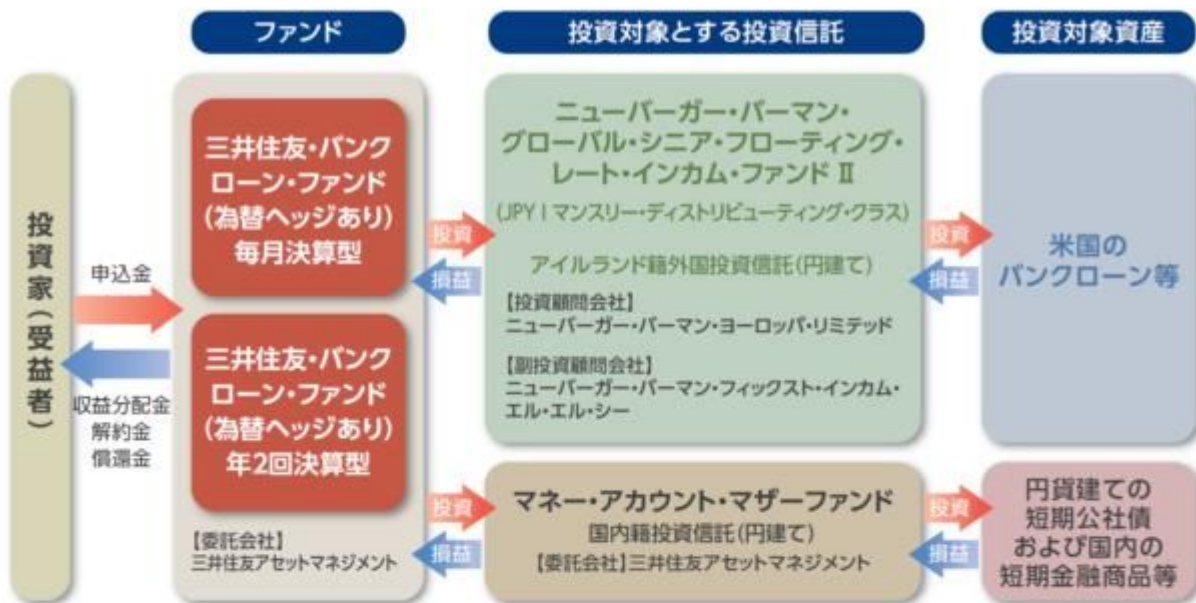 ファンド
投資対象とする投資信託
投資対象資産
投資家(受益者)
申込金
収益分配金
解約金
償還金
三井住友・バンク
ローン・ファンド
(為替ヘッジあり)
毎月決算型
三井住友・バンク
ローン・ファンド
(為替ヘッジあり)
年2回決算型
【委託会社】
三井住友アセットマネジメント
投資
損益
ニューバーガー・バーマン・
グローバル・シニア・フローティング・
レート・インカム・ファンド Ⅱ
(JPY I マンスリー・ディストリビューティング・クラス)
アイルランド籍外国投資信託(円建て)
【投資顧問会社】
ニューバーガー・バーマン・ヨーロッパ・リミテッド
【副投資顧問会社】
ニューバーガー・バーマン・フィックスト・インカム・
エル・エル・シー
投資
損益
米国の
バンクローン等
投資
損益
マネー・アカウント・マザーファンド
国内籍投資信託(円建て)
【委託会社】三井住友アセットマネジメント
投資
損益
円貨建ての
短期公社債
および国内の
短期金融商品等